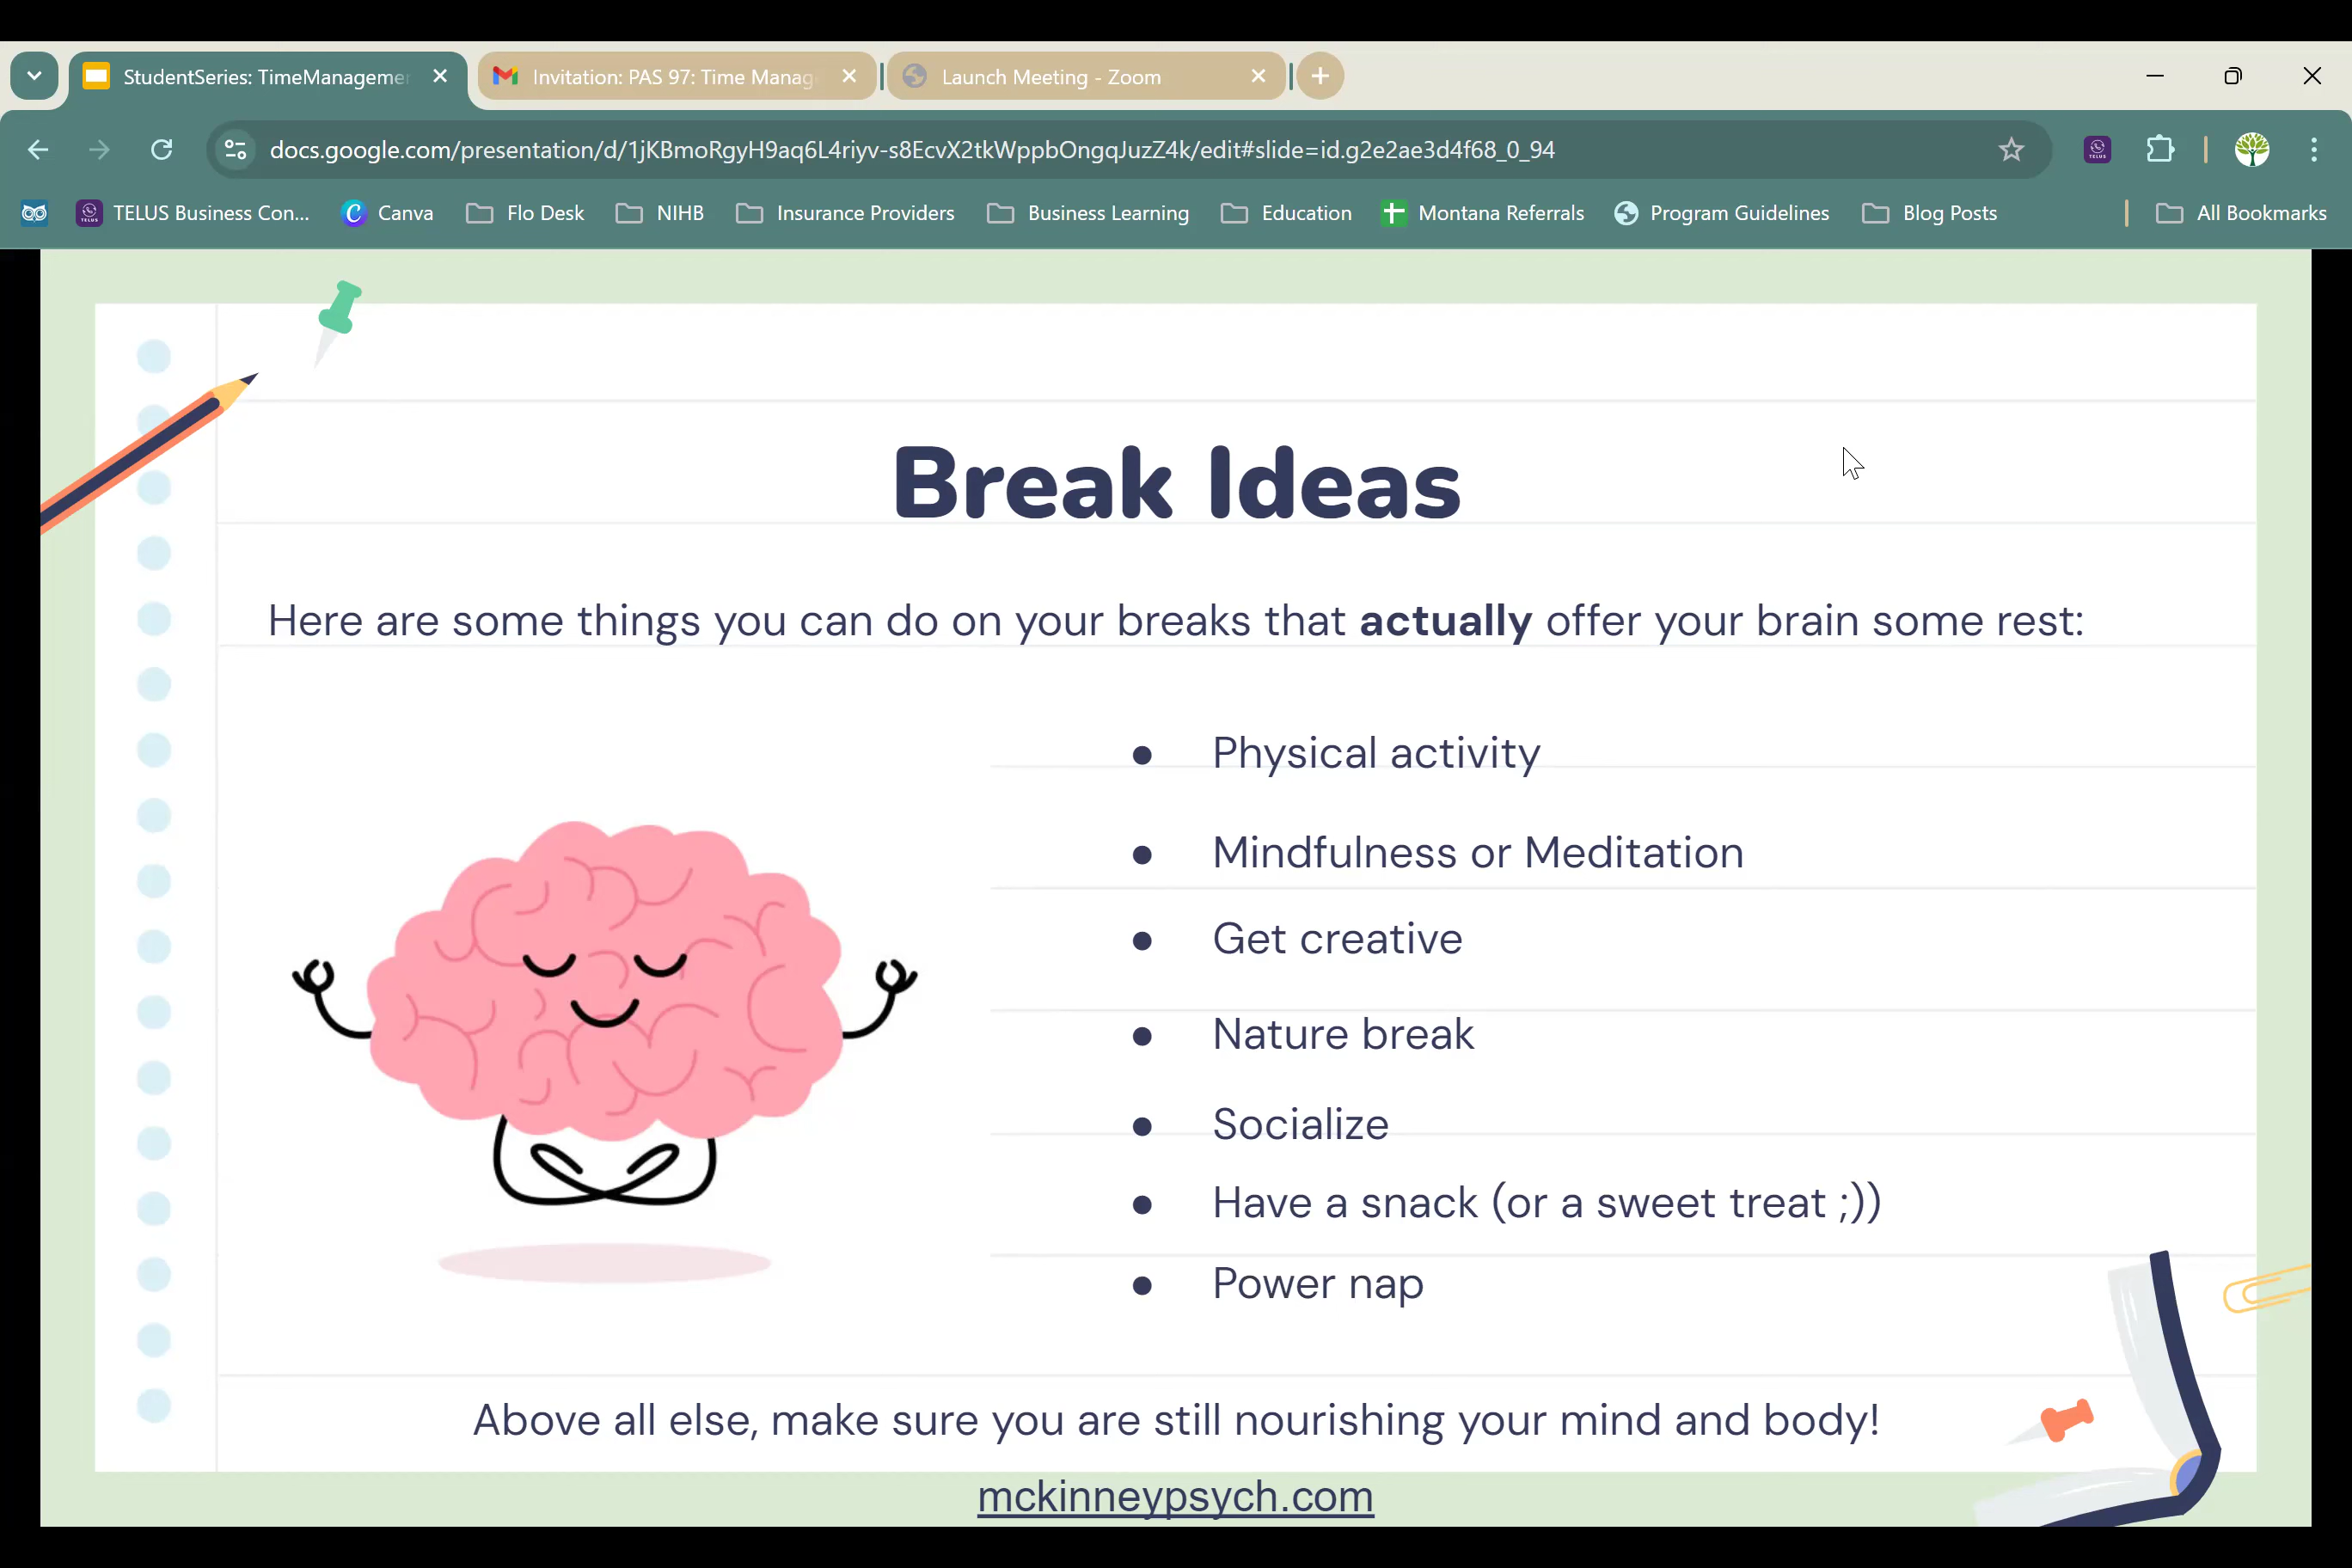 StudentSeries: TimeManagemen
Invitation: PAS 97: Time Manag
Launch Meeting - Zoom
docs.google.com/presentation/d/1jKBmoRgyH9aq6L4riyv-s8EcvX2tkWppbOngqJuzZ4k/edit#slide=id.g2e2ae3d4f68_0_94
TELUS
TELUS
TELUS Business Con...
Canva
Flo Desk
NIHB
Insurance Providers
Business Learning
Education
Montana Referrals
Program Guidelines
Blog Posts
All Bookmarks
Break Ideas
Here are some things you can do on your breaks that actually offer your brain some rest:
● Physical activity
● Mindfulness or Meditation
● Get creative
● Nature break
● Socialize
● Have a snack (or a sweet treat ;))
● Power nap
Above all else, make sure you are still nourishing your mind and body!
mckinneypsych.com